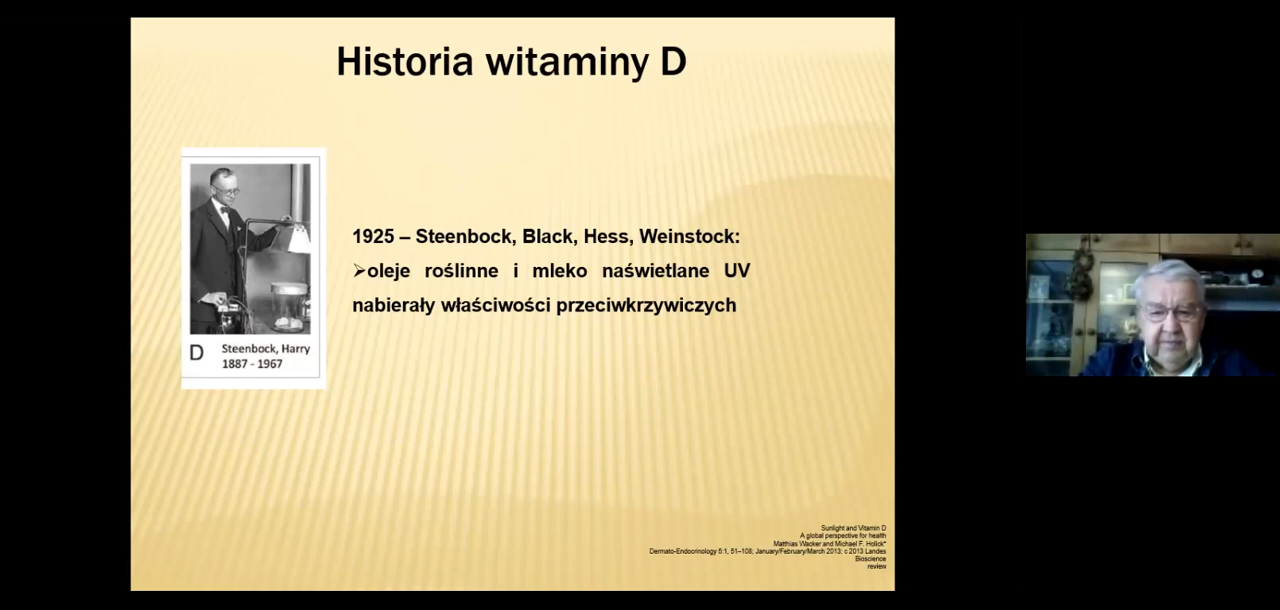 Historia witaminy D
1925 – Steenbock, Black, Hess, Weinstock:
➢oleje roślinne i mleko naświetlane UV
nabierały właściwości przeciwkrzywiczych
D Steenbock, Harry
1887 - 1967
Sunlight and Vitamin D
A global perspective for health
Matthias Wacker and Michael F. Holick*
Dermato-Endocrinology 5:1, 51–108; January/February/March 2013; c 2013 Landes
Bioscience
review